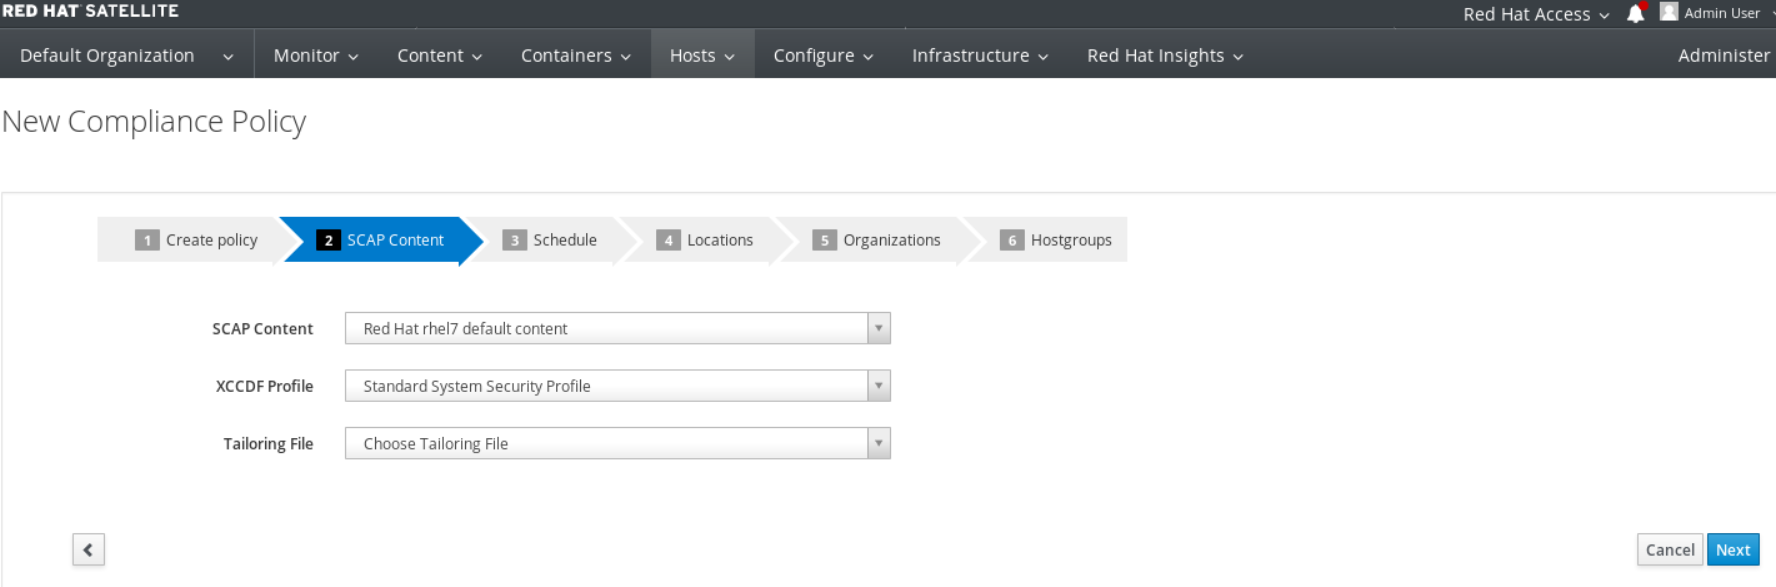 RED HAT SATELLITE
Red Hat Access Admin User
Default Organization Monitor Content Containers Hosts Configure Infrastructure Red Hat Insights Administer
New Compliance Policy
1 Create policy 2 SCAP Content 3 Schedule 4 Locations 5 Organizations 6 Hostgroups
SCAP Content Red Hat rhel7 default content
XCCDF Profile Standard System Security Profile
Tailoring File Choose Tailoring File
Cancel Next